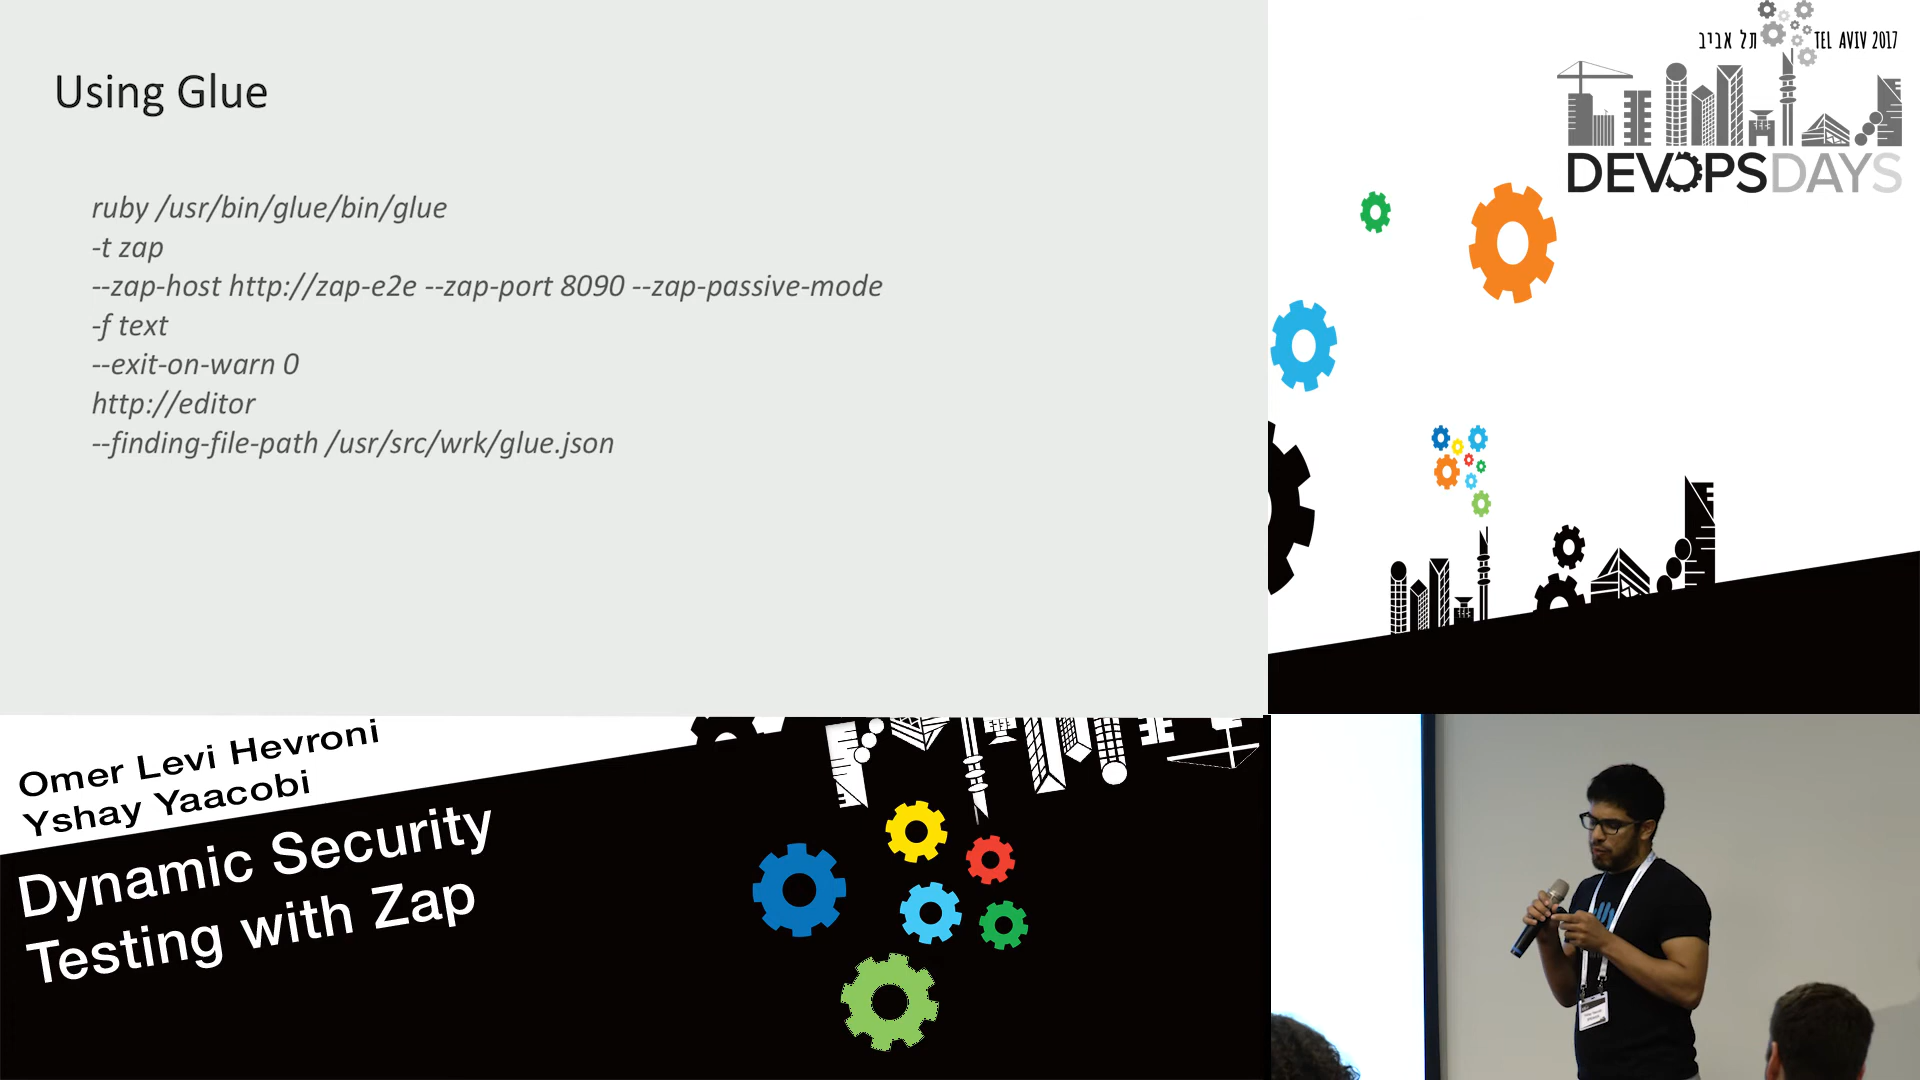 Using Glue
ruby /usr/bin/glue/bin/glue
-t zap
--zap-host http://zap-e2e --zap-port 8090 --zap-passive-mode
-f text
--exit-on-warn 0
http://editor
--finding-file-path /usr/src/wrk/glue.json
תל אביב TEL AVIV 2017
DEVOPSDAYS
Omer Levi Hevroni
Yshay Yaacobi
Dynamic Security
Testing with Zap